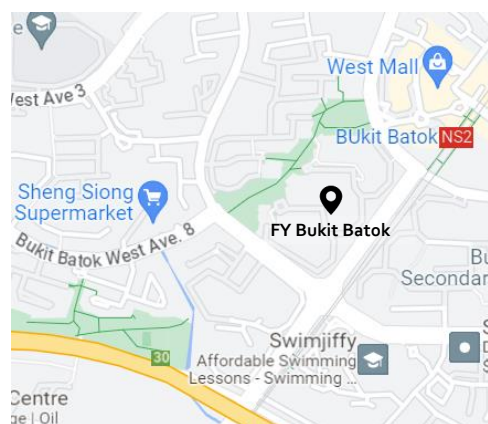 e
West Ave 3
West Mall
BUkit Batok NS2
Sheng Siong
Supermarket
FY Bukit Batok
Bukit Batok West Ave. 8
Bu
Secondar
Swimjiffy
Affordable Swimming
Lessons - Swimming ...
S
D
S
30
Centre
ge | Oil